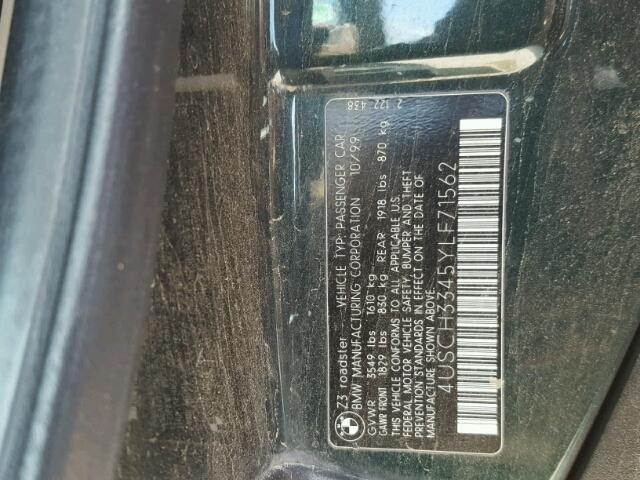 Z3 roadster VEHICLE TYP: PASSENGER CAR
BMW MANUFACTURING CORPORATION 10/99
GVWR 3549 lbs 1610 kg
GAWR FRONT 1829 lbs 830 kg REAR 1918 lbs 870 kg
THIS VEHICLE CONFORMS TO ALL APPLICABLE U.S.
FEDERAL MOTOR VEHICLE SAFETY, BUMPER AND THEFT
PREVENTION STANDARDS IN EFFECT ON THE DATE OF
MANUFACTURE SHOWN ABOVE.
4USCH3345YLF71562
2 122 438